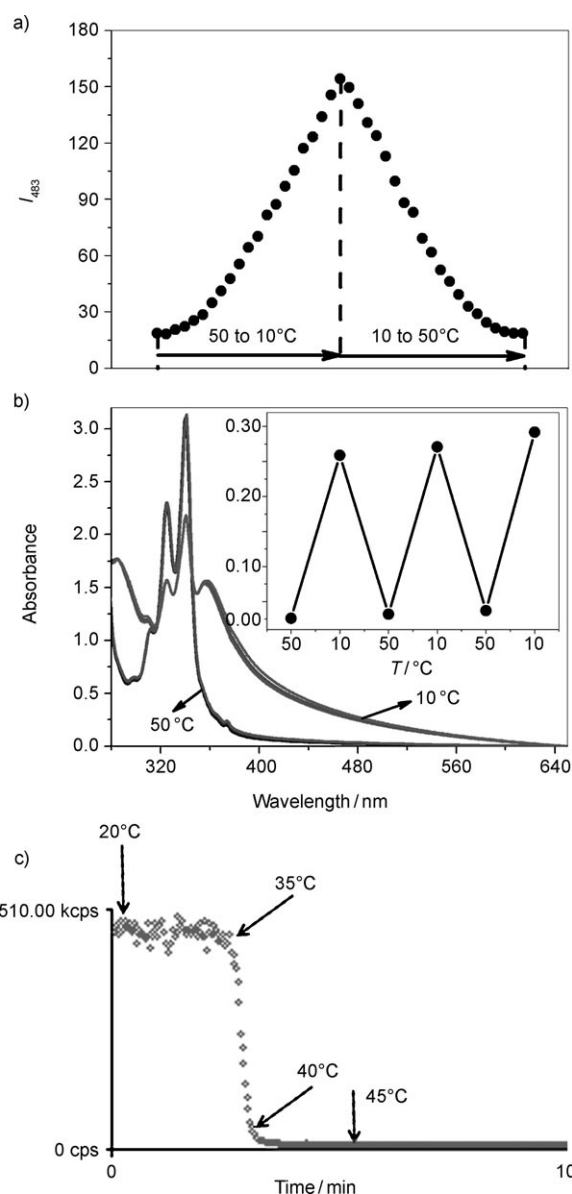 a)
180
150
120
90
60
30
0
I483
50 to 10°C
10 to 50°C
b)
3.0
2.5
2.0
1.5
1.0
0.5
0.0
Absorbance
0.30
0.20
0.10
0.00
50 10 50 10 50 10
T / °C
50 °C
10 °C
320 400 480 560 640
Wavelength / nm
c)
20°C
510.00 kcps
35°C
40°C
45°C
0 cps
0 10
Time / min